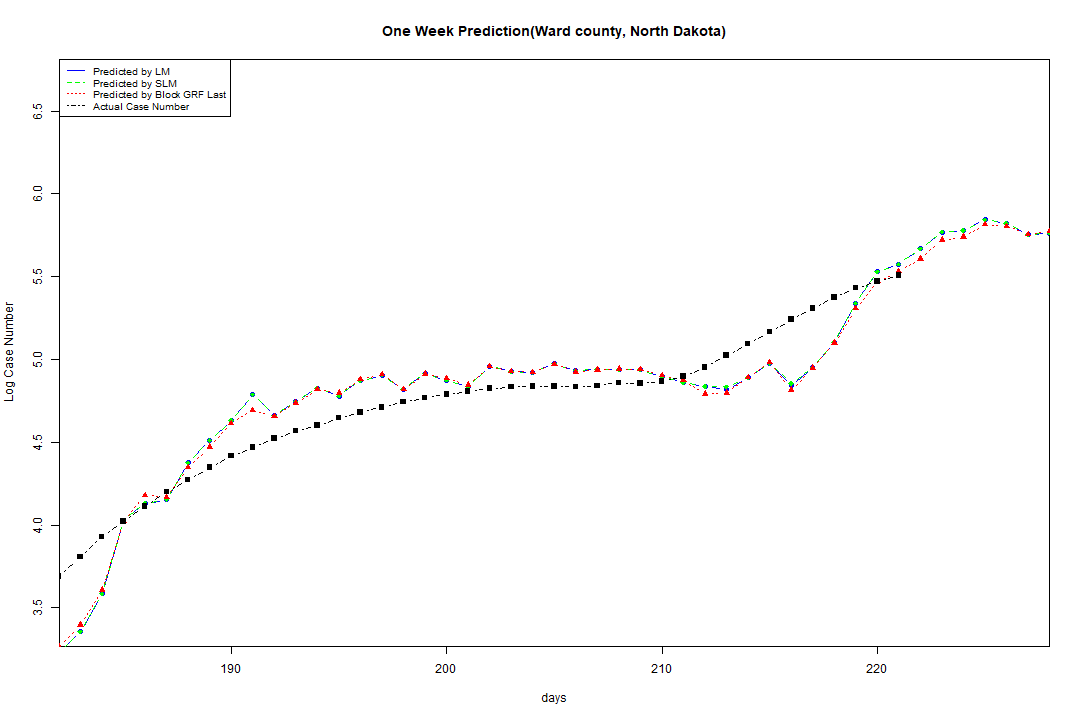 One Week Prediction(Ward county, North Dakota)
Predicted by LM
Predicted by SLM
Predicted by Block GRF Last
Actual Case Number
Log Case Number
6.5
6.0
5.5
5.0
4.5
4.0
3.5
190 200 210 220
days